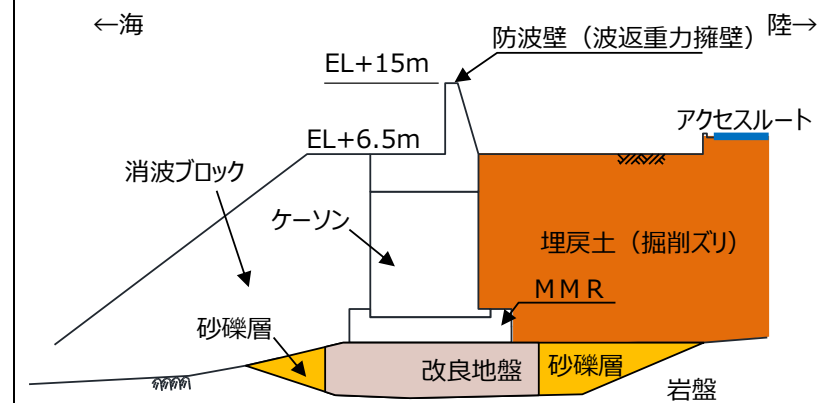 ←海
陸→
防波壁（波返重力擁壁）
EL+15m
アクセスルート
EL+6.5m
消波ブロック
ケーソン
埋戻土（掘削ズリ）
ＭＭＲ
砂礫層
改良地盤
砂礫層
岩盤